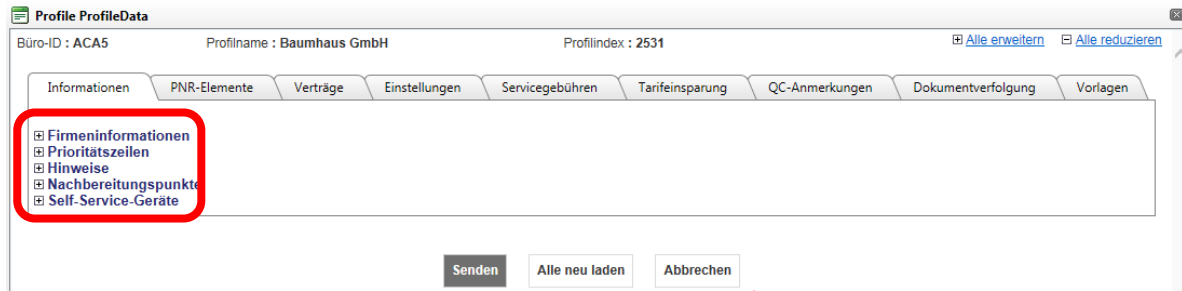 Profile ProfileData
Büro-ID : ACA5 Profilname : Baumhaus GmbH Profilindex : 2531 Alle erweitern Alle reduzieren
Informationen PNR-Elemente Verträge Einstellungen Servicegebühren Tarifeinsparung QC-Anmerkungen Dokumentverfolgung Vorlagen
Firmeninformationen
Prioritätszeilen
Hinweise
Nachbereitungspunkte
Self-Service-Geräte
Senden Alle neu laden Abbrechen